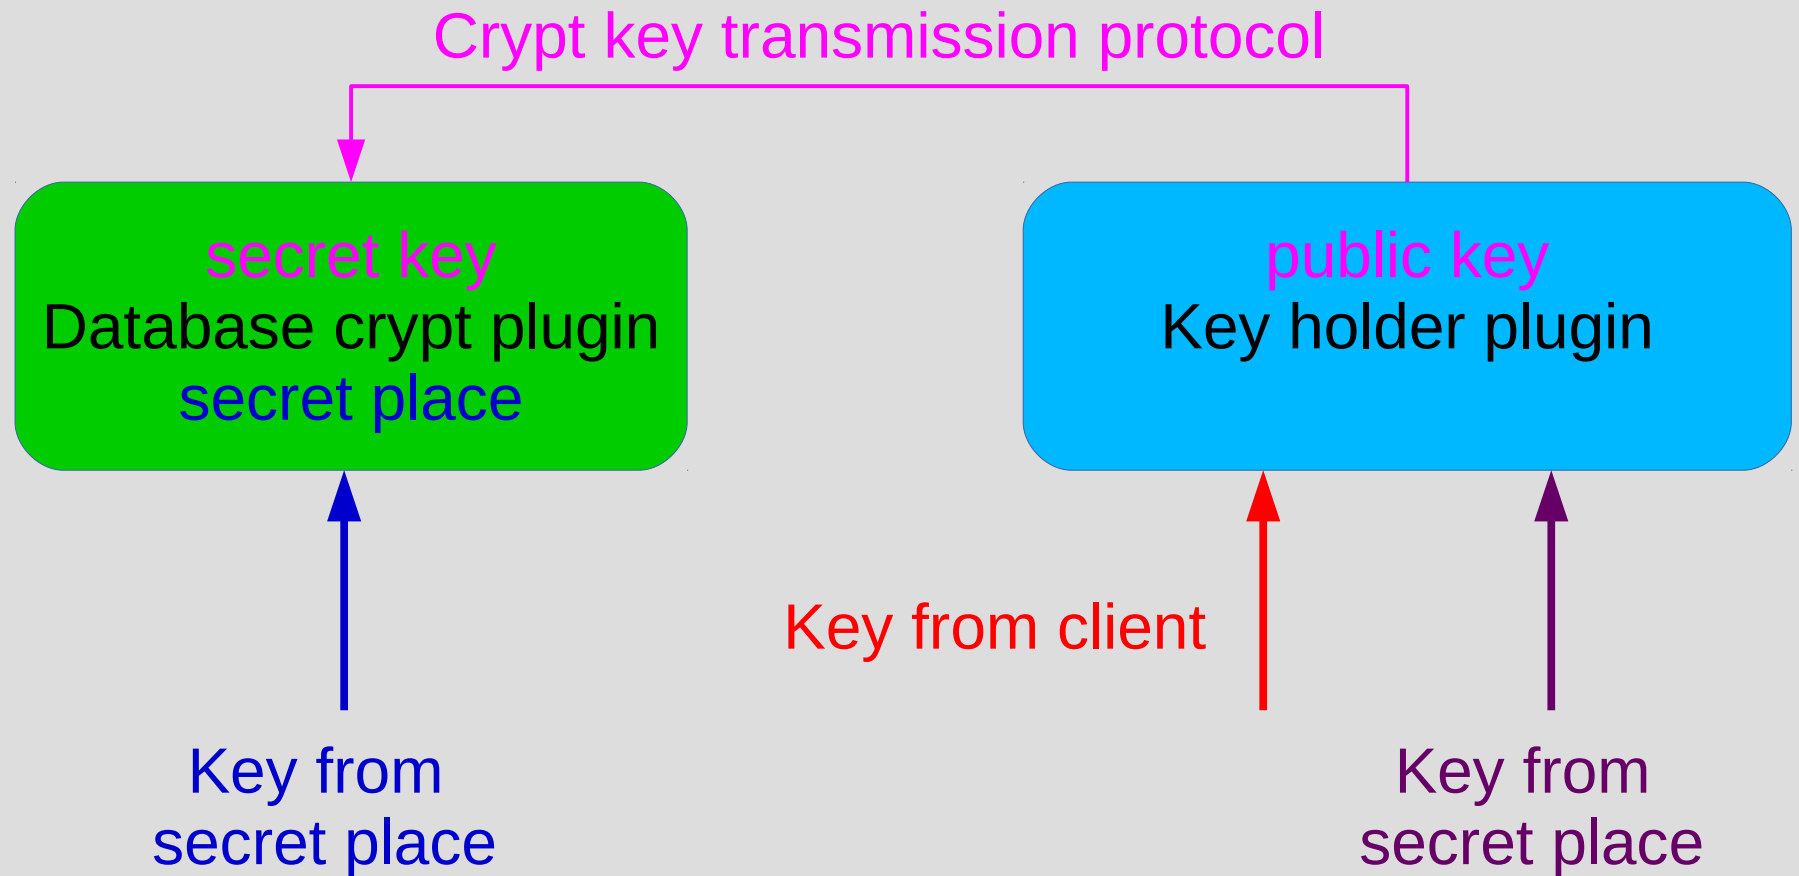 Crypt key transmission protocol
secret key
Database crypt plugin
secret place
public key
Key holder plugin
Key from client
Key from
secret place
Key from
secret place